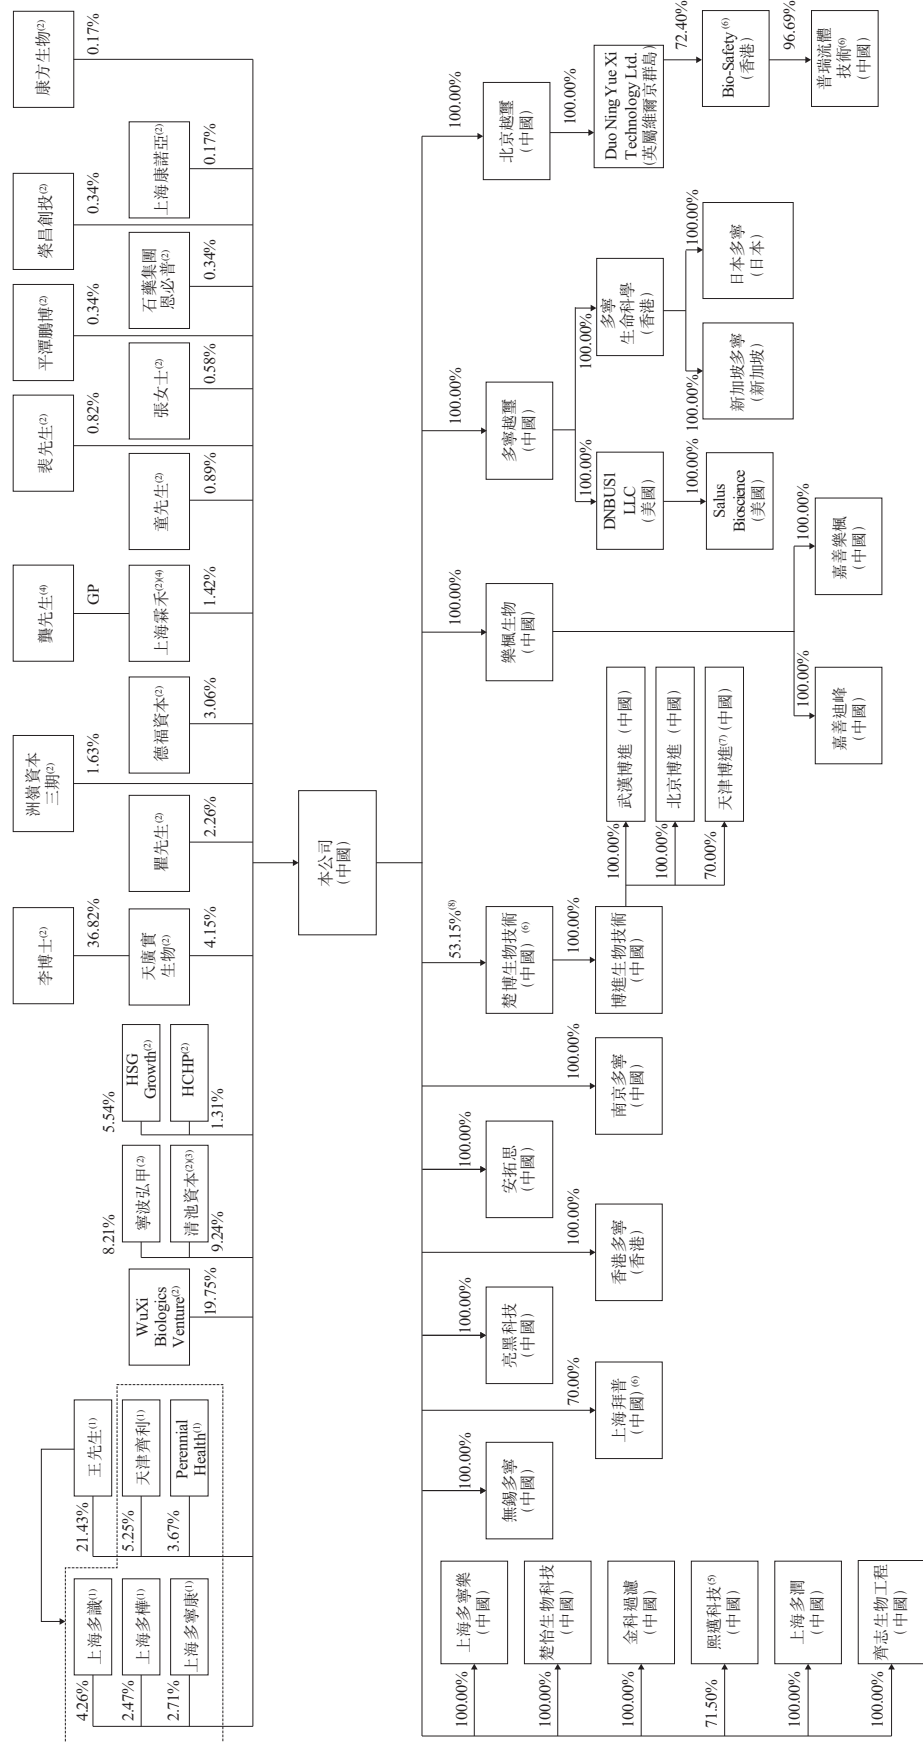 王先生(1)
21.43%
上海多識(1)
4.26%
上海多樺(1)
2.47%
上海多寧康(1)
2.71%
天津齊利(1)
5.25%
Perennial
Health(1)
3.67%
WuXi
Biologics
Venture(2)
19.75%
寧波弘甲(2)
8.21%
清池資本(2)(3)
9.24%
HSG
Growth(2)
5.54%
HCHP(2)
1.31%
李博士(2)
36.82%
天廣實
生物(2)
4.15%
瞿先生(2)
2.26%
洲嶺資本
三期(2)
1.63%
德福資本(2)
3.06%
龔先生(4)
GP
上海霖禾(2)(4)
1.42%
童先生(2)
0.89%
裴先生(2)
0.82%
張女士(2)
0.58%
平潭鵬博(2)
0.34%
石藥集團
恩必普(2)
0.34%
榮昌創投(2)
0.34%
上海康諾亞(2)
0.17%
康方生物(2)
0.17%
本公司
(中國)
100.00%
上海多寧樂
(中國)
100.00%
楚怡生物科技
(中國)
100.00%
金科過濾
(中國)
71.50%
熙邁科技(5)
(中國)
100.00%
上海多潤
(中國)
100.00%
齊志生物工程
(中國)
100.00%
無錫多寧
(中國)
70.00%
上海拜普
(中國)(6)
100.00%
亮黑科技
(中國)
100.00%
香港多寧
(香港)
100.00%
安拓思
(中國)
100.00%
南京多寧
(中國)
53.15%(8)
楚博生物技術
(中國)(6)
100.00%
博進生物技術
(中國)
100.00%
武漢博進(中國)
100.00%
北京博進(中國)
70.00%
天津博進(7)(中國)
100.00%
樂楓生物
(中國)
100.00%
嘉善迪峰
(中國)
100.00%
嘉善樂楓
(中國)
100.00%
多寧越璽
(中國)
100.00%
DNBUS1
LLC
(美國)
100.00%
Salus
Bioscience
(美國)
100.00%
多寧
生命科學
(香港)
100.00%
新加坡多寧
(新加坡)
100.00%
日本多寧
(日本)
100.00%
北京越璽
(中國)
100.00%
Duo Ning Yue Xi
Technology Ltd.
(英屬維爾京群島)
72.40%
Bio-Safety(6)
(香港)
96.69%
普瑞流體
技術(6)
(中國)